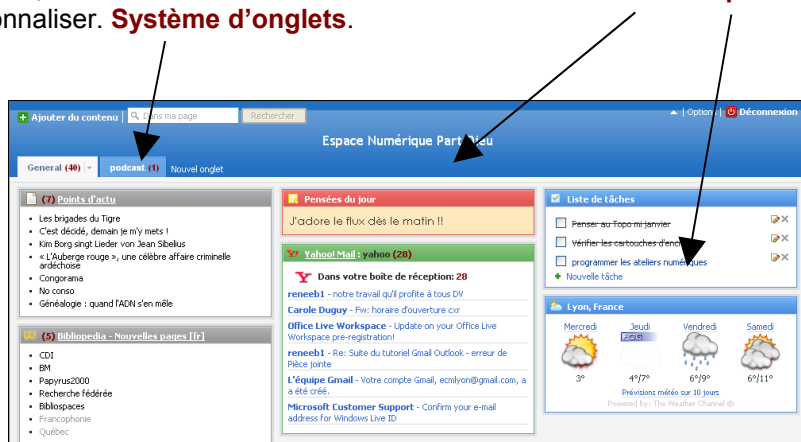 onnaliser. Système d'onglets.
Ajouter du contenu | Dans ma page Rechercher
| Options | Déconnexion
Espace Numérique Part-Dieu
General (40) podcast (1) Nouvel onglet
(7) Points d'actu
Les brigades du Tigre
C'est décidé, demain je m'y mets !
Kim Borg singt Lieder von Jean Sibelius
« L'Auberge rouge », une célèbre affaire criminelle
ardéchoise
Congorama
No conso
Généalogie : quand l'ADN s'en mêle
(5) Bibliopedia - Nouvelles pages [fr]
CDI
BM
Papyrus2000
Recherche fédérée
Bibliospaces
Francophonie
Québec
Pensées du jour
J'adore le flux dès le matin !!
Yahoo! Mail : yahoo (28)
Dans votre boîte de réception: 28
reneeb1 - notre travail qu'il profite à tous DV
Carole Duguy - Fw: horaire d'ouverture cxr
Office Live Workspace - Update on your Office Live
Workspace pre-registration!
reneeb1 - Re: Suite du tutoriel Gmail Outlook - erreur de
Pièce jointe
L'équipe Gmail - Votre compte Gmail, ecmlyon@gmail.com, a
a été créé.
Microsoft Customer Support - Confirm your e-mail
address for Windows Live ID
Liste de tâches
Penser au Topo mi janvier
Vérifier les cartouches d'encre
programmer les ateliers numériques
Nouvelle tâche
Lyon, France
Mercredi Jeudi Vendredi Samedi
3° 4°/7° 6°/9° 6°/11°
Prévisions météo sur 10 jours
Powered by: The Weather Channel ®